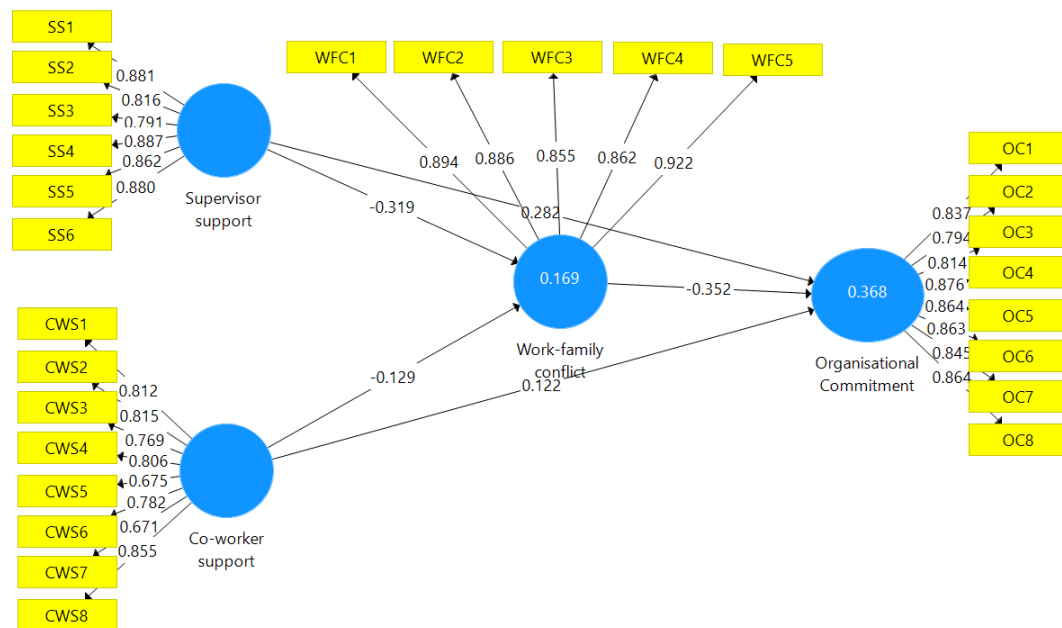 SS1
SS2
SS3
SS4
SS5
SS6
0.881
0.816
0.791
0.887
0.862
0.880
Supervisor
support
WFC1
WFC2
WFC3
WFC4
WFC5
0.894
0.886
0.855
0.862
0.922
-0.319
0.282
0.169
Work-family
conflict
-0.352
-0.129
0.122
CWS1
CWS2
CWS3
CWS4
CWS5
CWS6
CWS7
CWS8
0.812
0.815
0.769
0.806
0.675
0.782
0.671
0.855
Co-worker
support
0.368
Organisational
Commitment
0.837
0.794
0.814
0.876
0.864
0.863
0.845
0.864
OC1
OC2
OC3
OC4
OC5
OC6
OC7
OC8